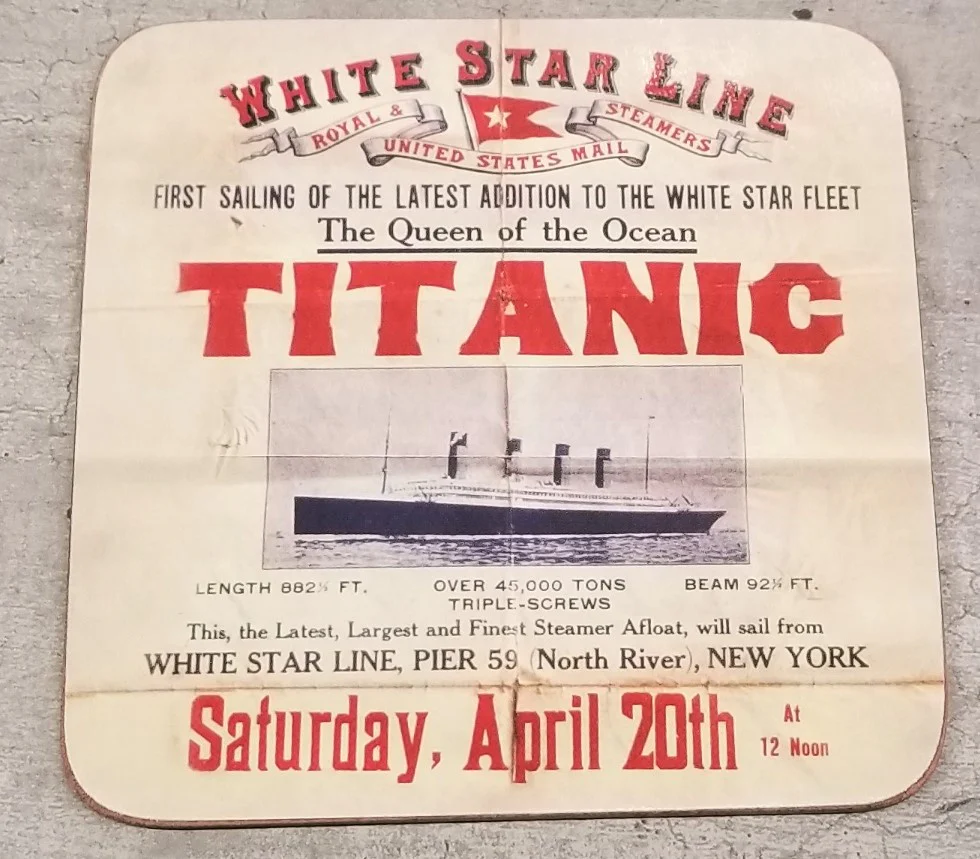 WHITE STAR LINE
ROYAL & UNITED STATES MAIL STEAMERS
FIRST SAILING OF THE LATEST ADDITION TO THE WHITE STAR FLEET
The Queen of the Ocean
TITANIC
LENGTH 882½ FT. OVER 45,000 TONS BEAM 92½ FT.
TRIPLE-SCREWS
This, the Latest, Largest and Finest Steamer Afloat, will sail from
WHITE STAR LINE, PIER 59 (North River), NEW YORK
Saturday, April 20th At 12 Noon